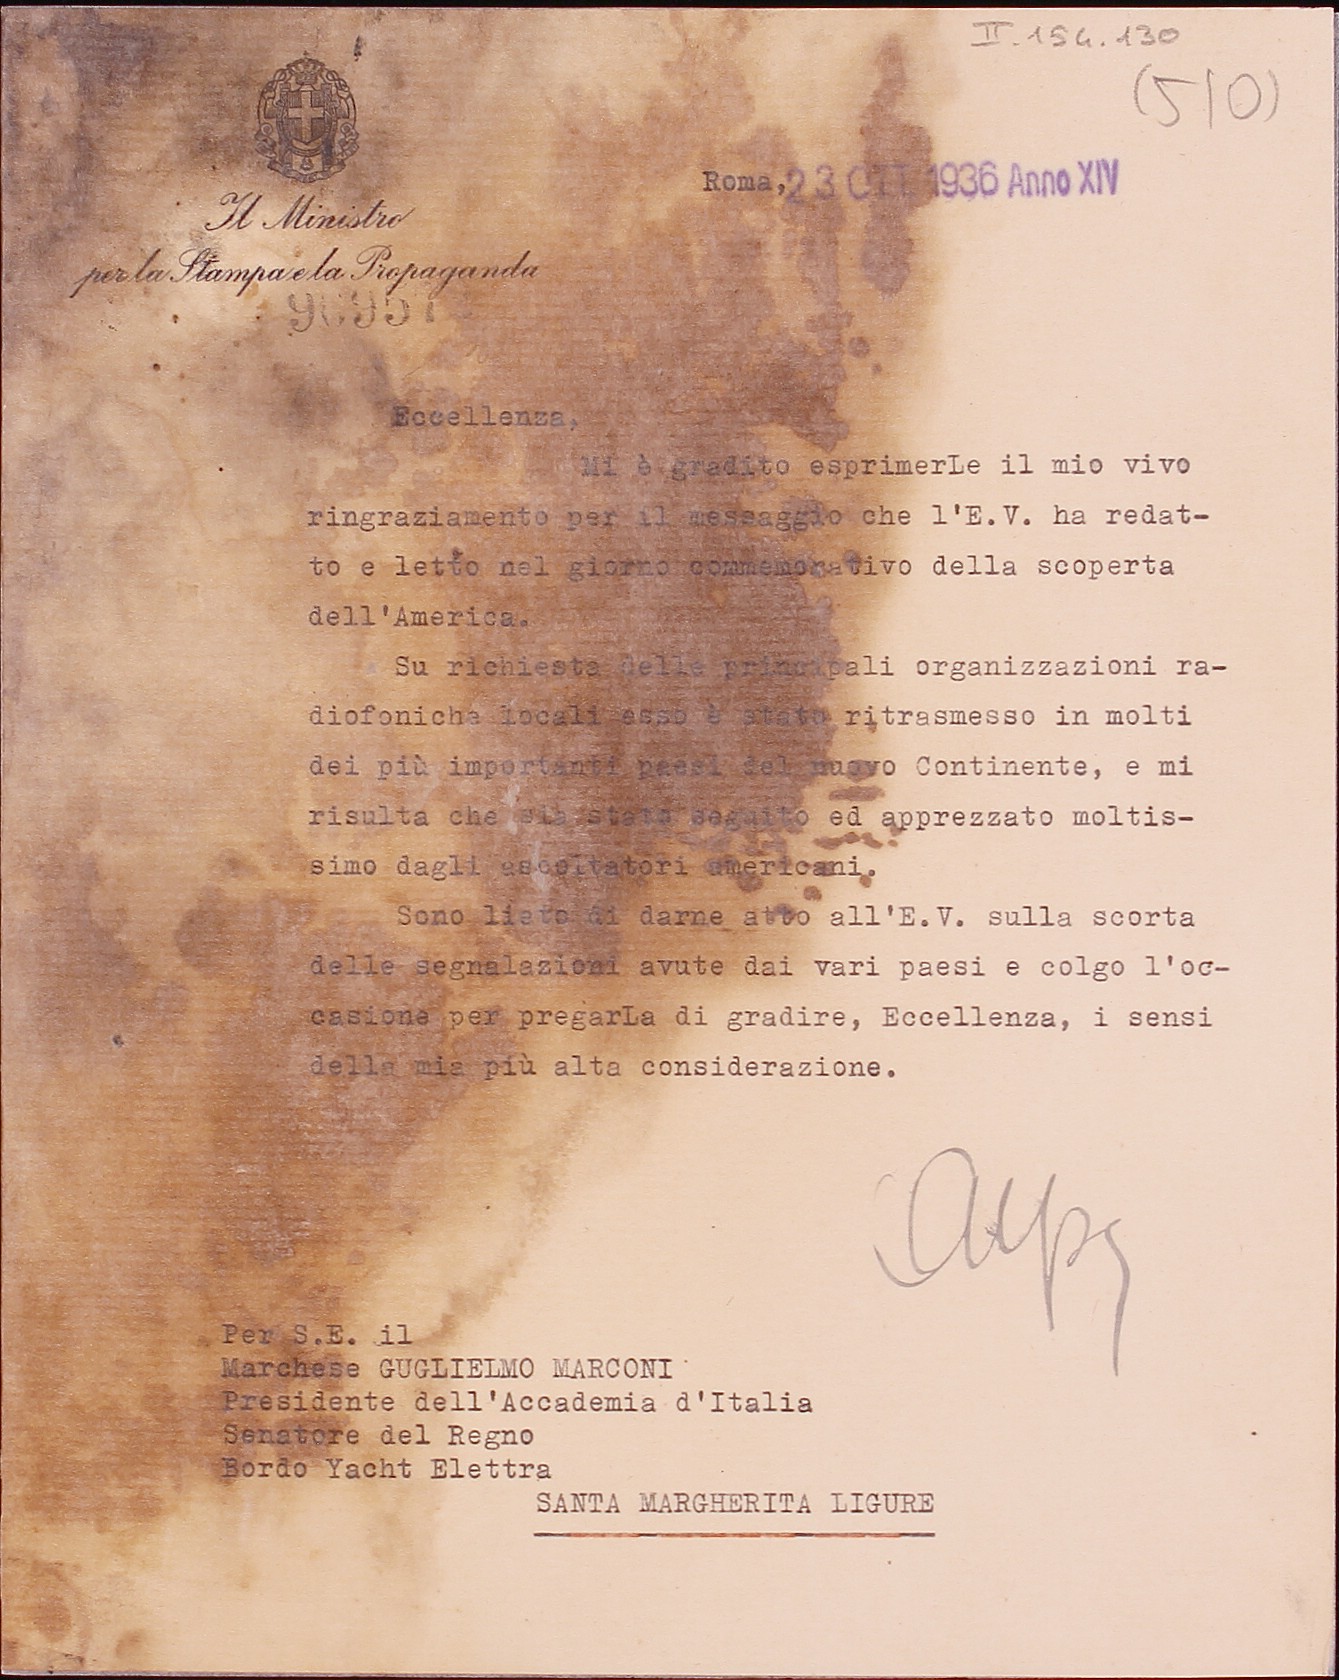 II.154.130
(510)
Il Ministro
per la Stampa e la Propaganda
Roma, 23 OTT. 1936 Anno XIV
Eccellenza,
Mi è gradito esprimerLe il mio vivo
ringraziamento per il messaggio che l'E.V. ha redat-
to e letto nel giorno commemorativo della scoperta
dell'America.
Su richiesta delle principali organizzazioni ra-
diofoniche locali esso è stato ritrasmesso in molti
dei più importanti paesi del nuovo Continente, e mi
risulta che sia stato seguito ed apprezzato moltis-
simo dagli ascoltatori americani.
Sono lieto di darne atto all'E.V. sulla scorta
delle segnalazioni avute dai vari paesi e colgo l'oc-
casione per pregarLa di gradire, Eccellenza, i sensi
della mia più alta considerazione.
Per S.E. il
Marchese GUGLIELMO MARCONI
Presidente dell'Accademia d'Italia
Senatore del Regno
Bordo Yacht Elettra
SANTA MARGHERITA LIGURE